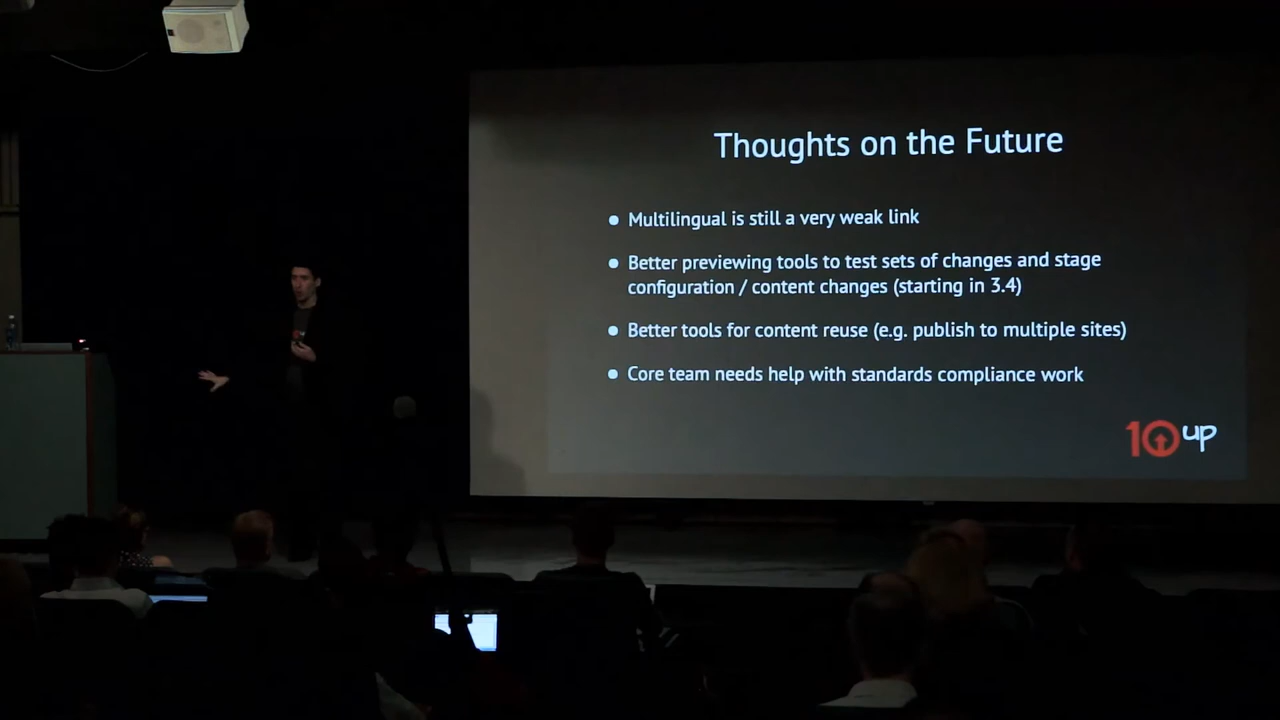 Thoughts on the Future
• Multilingual is still a very weak link
• Better previewing tools to test sets of changes and stage
configuration / content changes (starting in 3.4)
• Better tools for content reuse (e.g. publish to multiple sites)
• Core team needs help with standards compliance work
10up